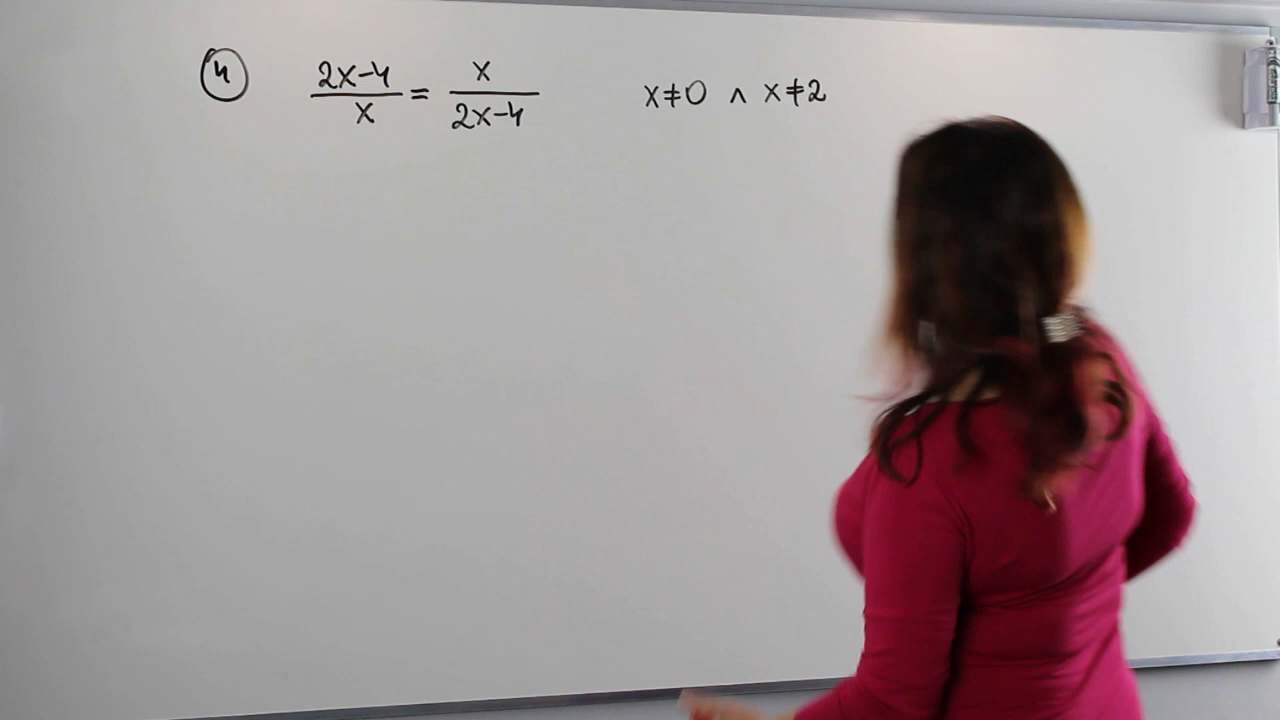 4 (2x-4)/x = x/(2x-4) x≠0 ∧ x≠2